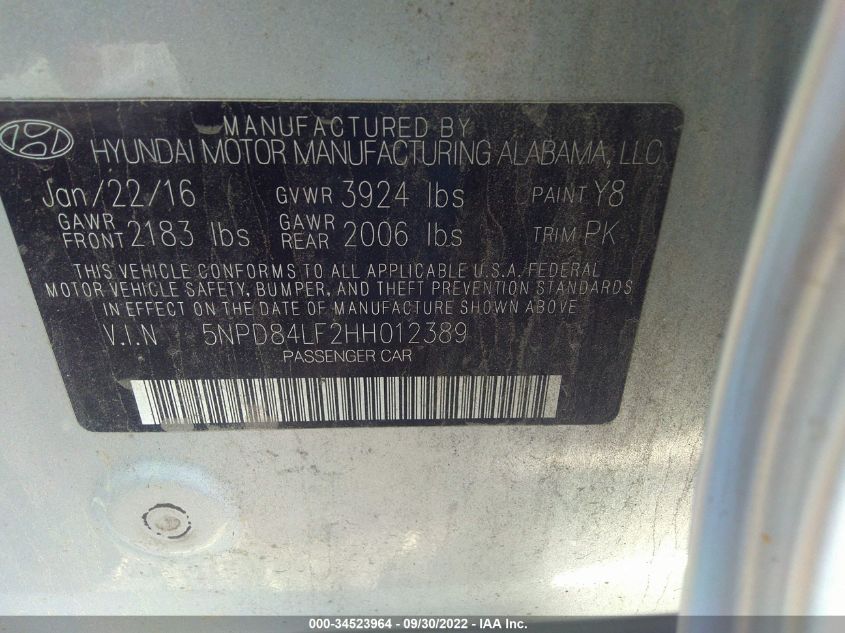 MANUFACTURED BY
HYUNDAI MOTOR MANUFACTURING ALABAMA, LLC
Jan/22/16 GVWR 3924 lbs PAINT Y8
GAWR FRONT 2183 lbs GAWR REAR 2006 lbs TRIM PK
THIS VEHICLE CONFORMS TO ALL APPLICABLE U.S.A. FEDERAL
MOTOR VEHICLE SAFETY, BUMPER, AND THEFT PREVENTION STANDARDS
IN EFFECT ON THE DATE OF MANUFACTURE SHOWN ABOVE.
V.I.N 5NPD84LF2HH012389
PASSENGER CAR
000-34523964 - 09/30/2022 - IAA Inc.